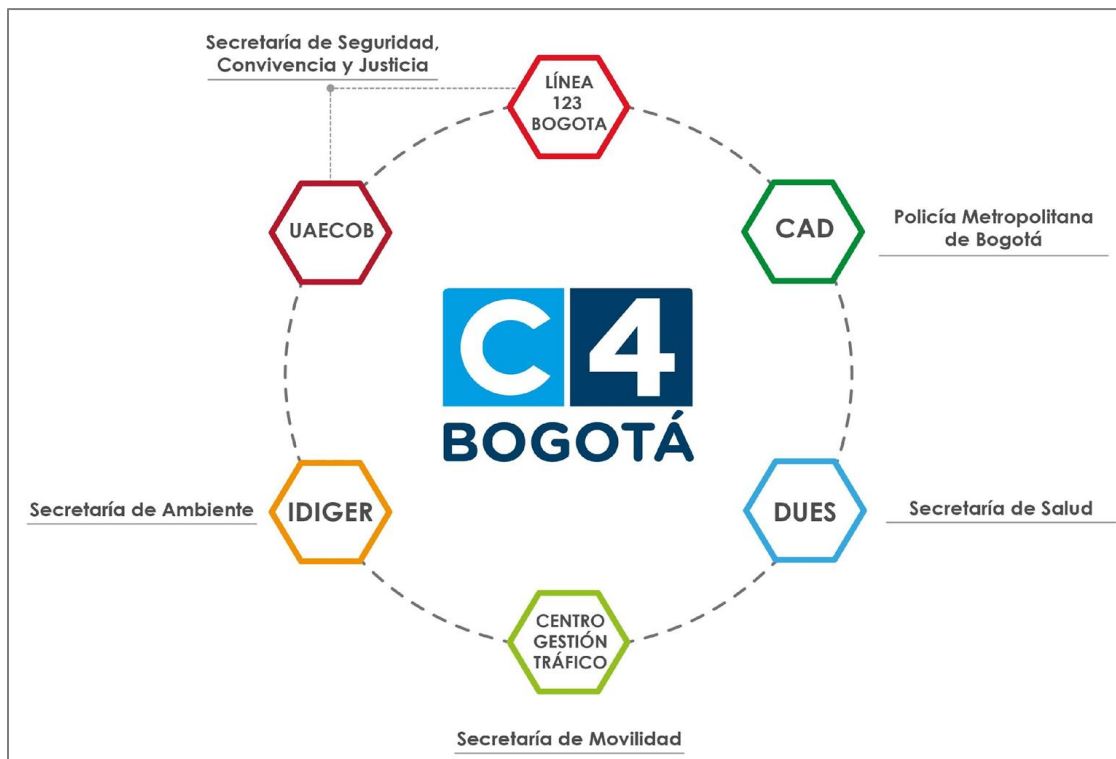 Secretaría de Seguridad,
Convivencia y Justicia
LÍNEA
123
BOGOTA
UAECOB
CAD
Policía Metropolitana
de Bogotá
C4
BOGOTÁ
Secretaría de Ambiente
IDIGER
DUES
Secretaría de Salud
CENTRO
GESTIÓN
TRÁFICO
Secretaría de Movilidad